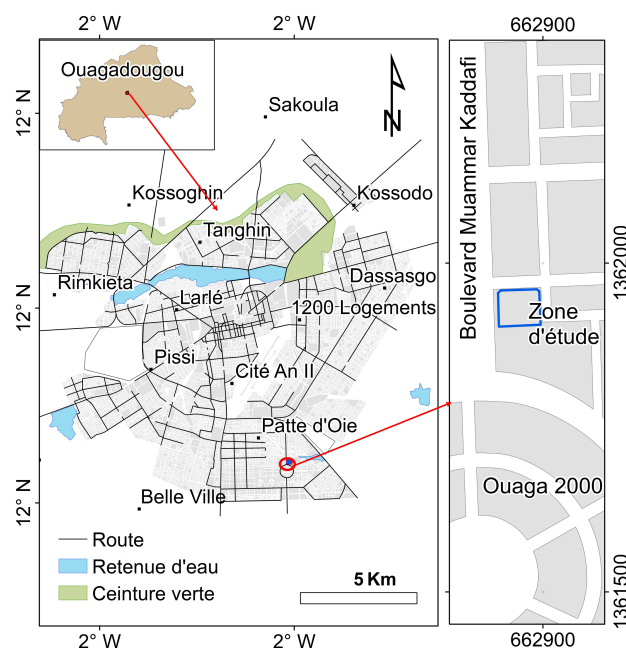 2° W
2° W
662900
Ouagadougou
N
Sakoula
Kossoghin
Kossodo
Tanghin
Rimkieta
Larlé
Dassasgo
1200 Logements
Pissi
Cité An II
Patte d'Oie
Belle Ville
Route
Retenue d'eau
Ceinture verte
5 Km
12° N
12° N
12° N
2° W
2° W
Boulevard Muammar Kaddafi
Zone
d'étude
Ouaga 2000
1362000
1361500
662900